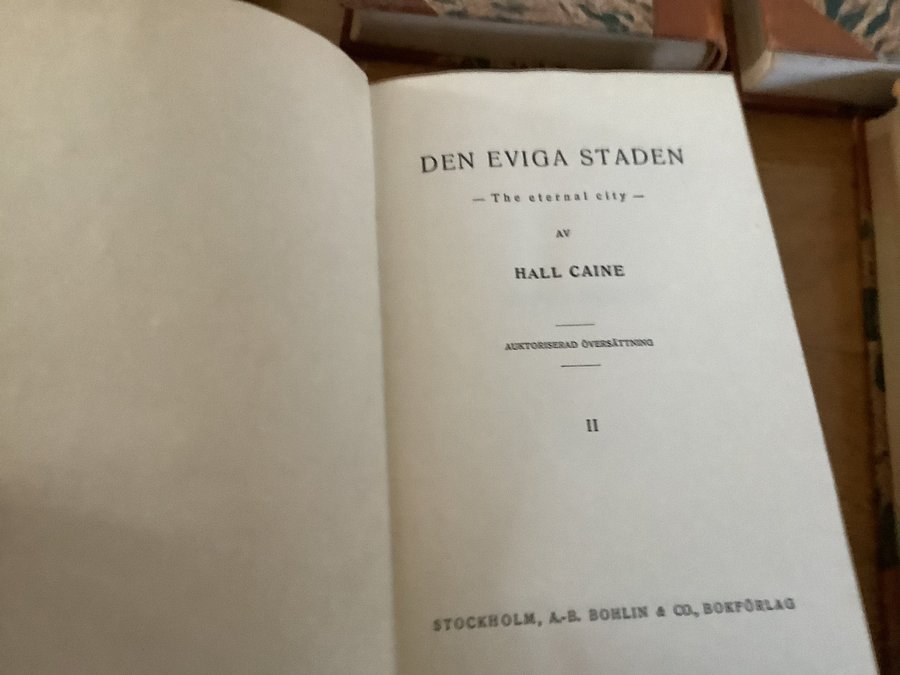 DEN EVIGA STADEN
— The eternal city —
AV
HALL CAINE
AUKTORISERAD ÖVERSÄTTNING
II
STOCKHOLM, A.-B. BOHLIN & CO., BOKFÖRLAG